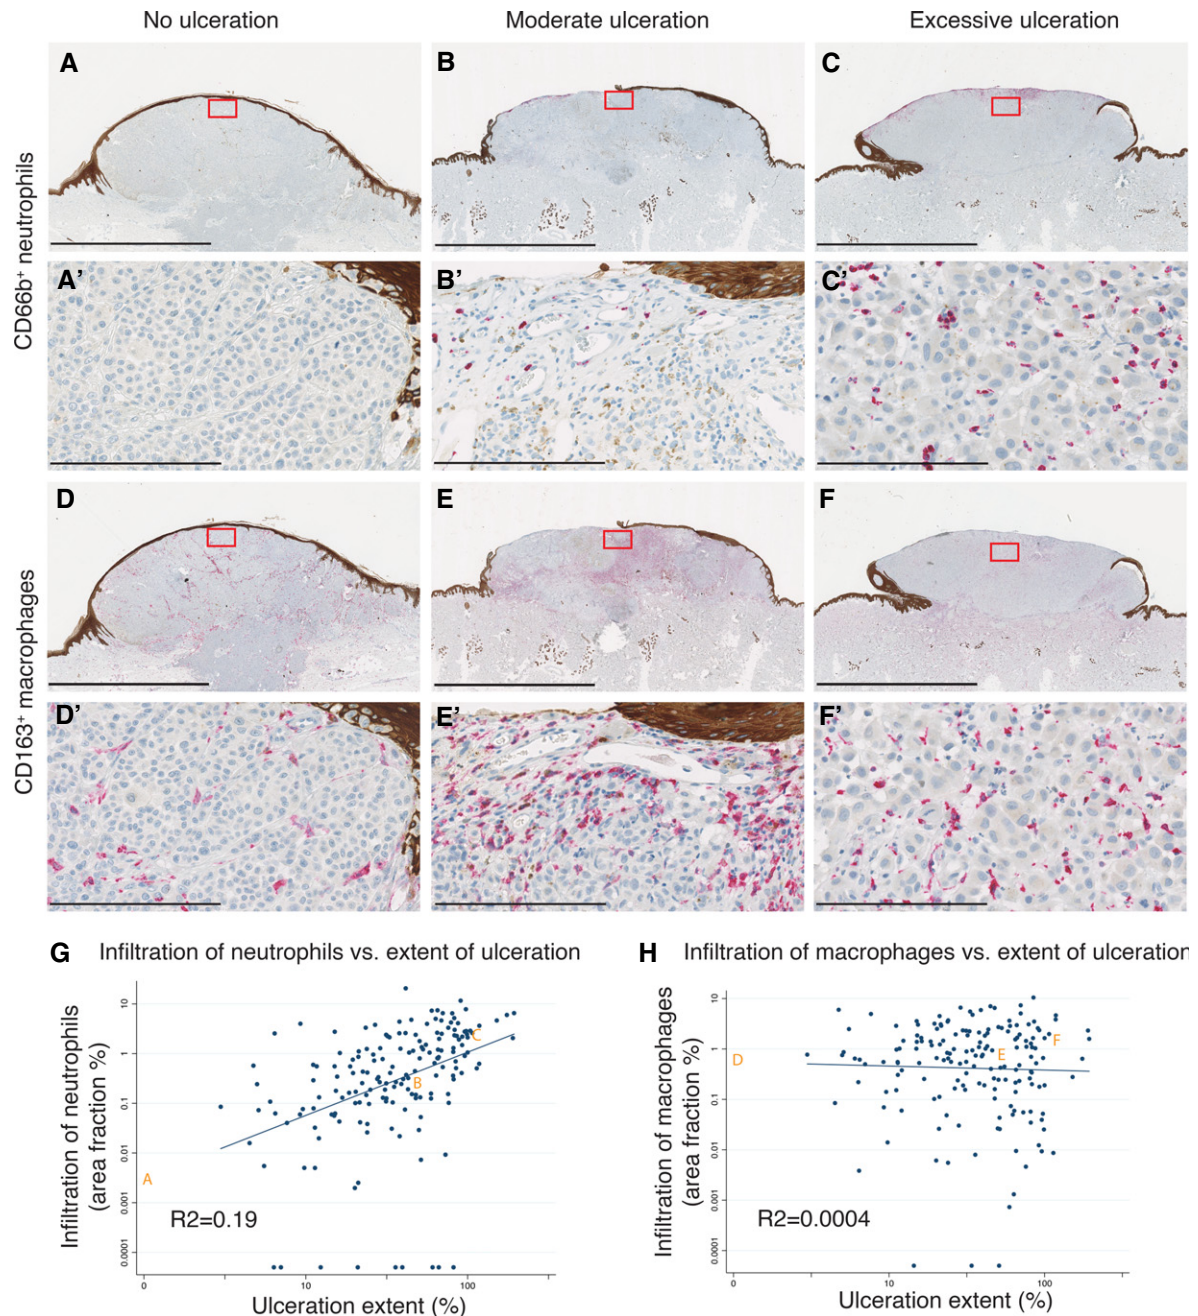 No ulceration
Moderate ulceration
Excessive ulceration
CD66b+ neutrophils
A
B
C
A’
B’
C’
CD163+ macrophages
D
E
F
D’
E’
F’
G Infiltration of neutrophils vs. extent of ulceration
Infiltration of neutrophils
(area fraction %)
10
1
0.1
0.01
0.001
0.0001
A
B
C
R2=0.19
0
10
100
Ulceration extent (%)
H Infiltration of macrophages vs. extent of ulceration
Infiltration of macrophages
(area fraction %)
10
1
0.1
0.01
0.001
0.0001
D
E
F
R2=0.0004
0
10
100
Ulceration extent (%)